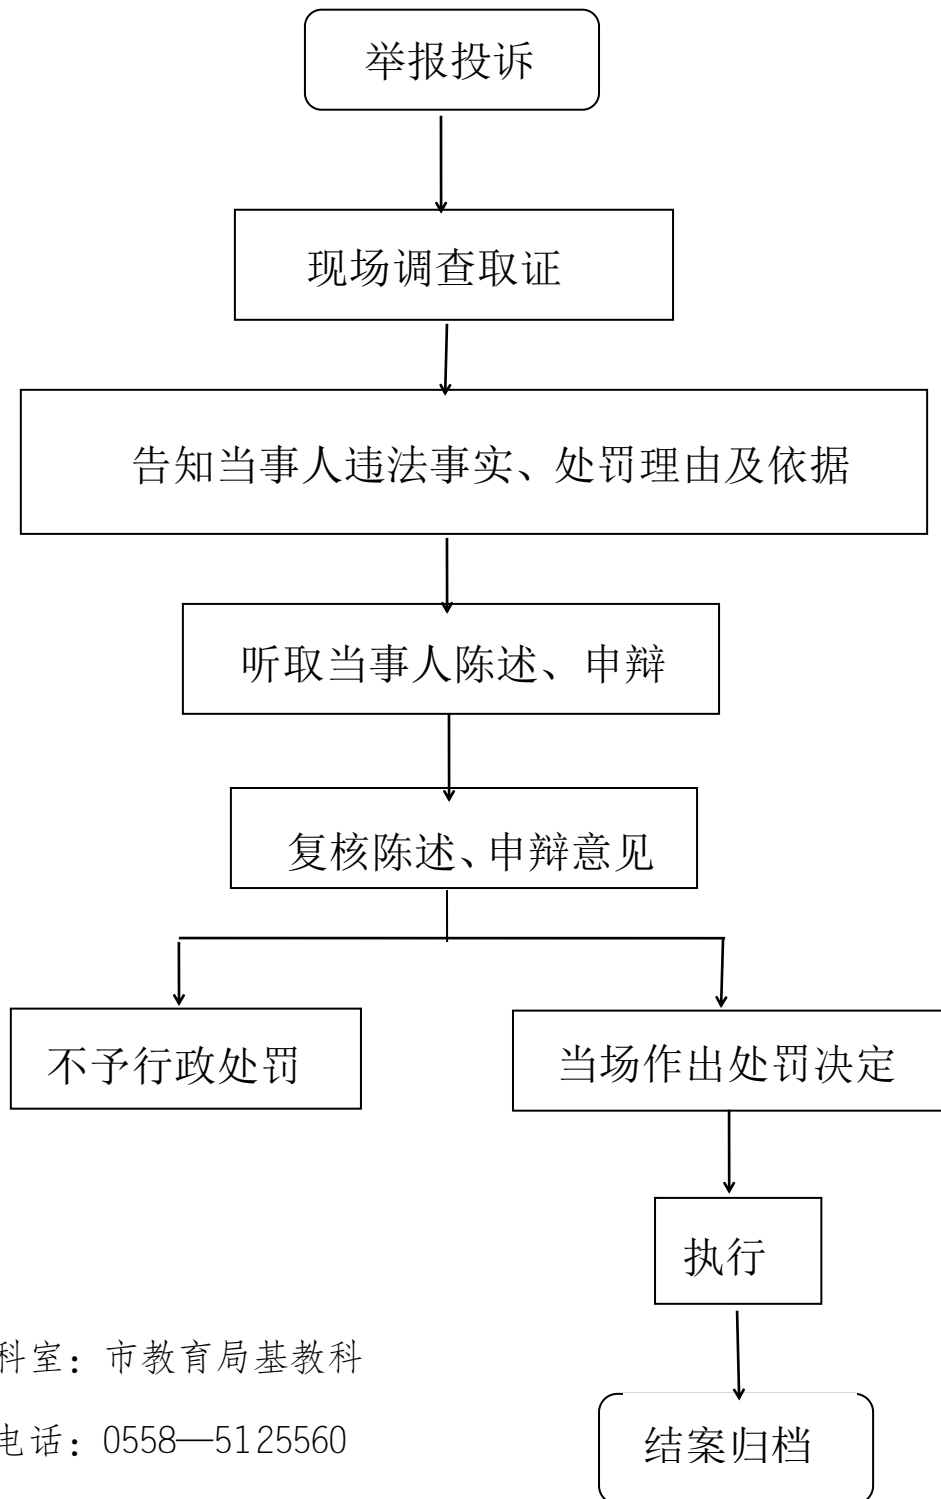 举报投诉
现场调查取证
告知当事人违法事实、处罚理由及依据
听取当事人陈述、申辩
复核陈述、申辩意见
不予行政处罚
当场作出处罚决定
执行
科室：市教育局基教科
电话：0558—5125560
结案归档